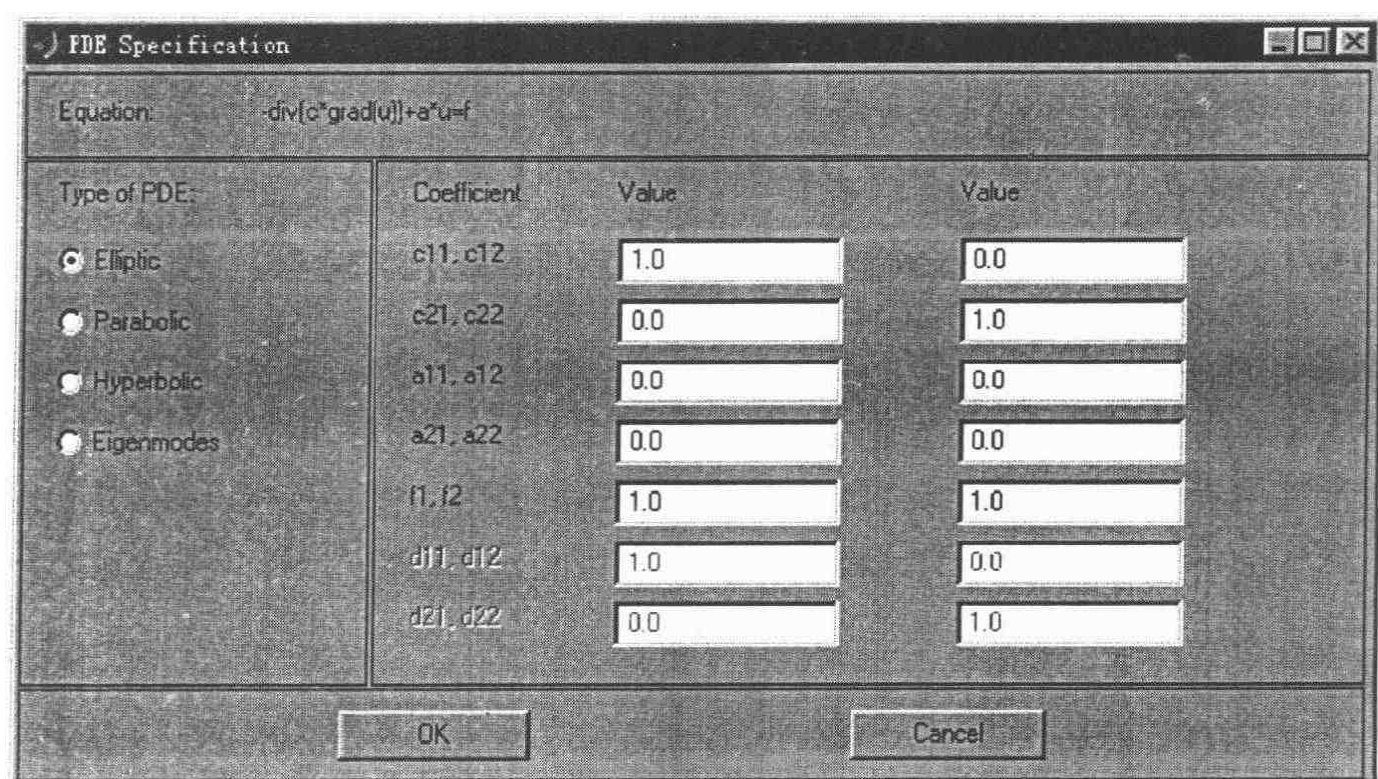 PDE Specification
Equation: -div(c*grad(u))+a*u=f
Type of PDE: Coefficient Value Value
Elliptic c11, c12 1.0 0.0
Parabolic c21, c22 0.0 1.0
Hyperbolic a11, a12 0.0 0.0
Eigenmodes a21, a22 0.0 0.0
f1, f2 1.0 1.0
d11, d12 1.0 0.0
d21, d22 0.0 1.0
OK Cancel